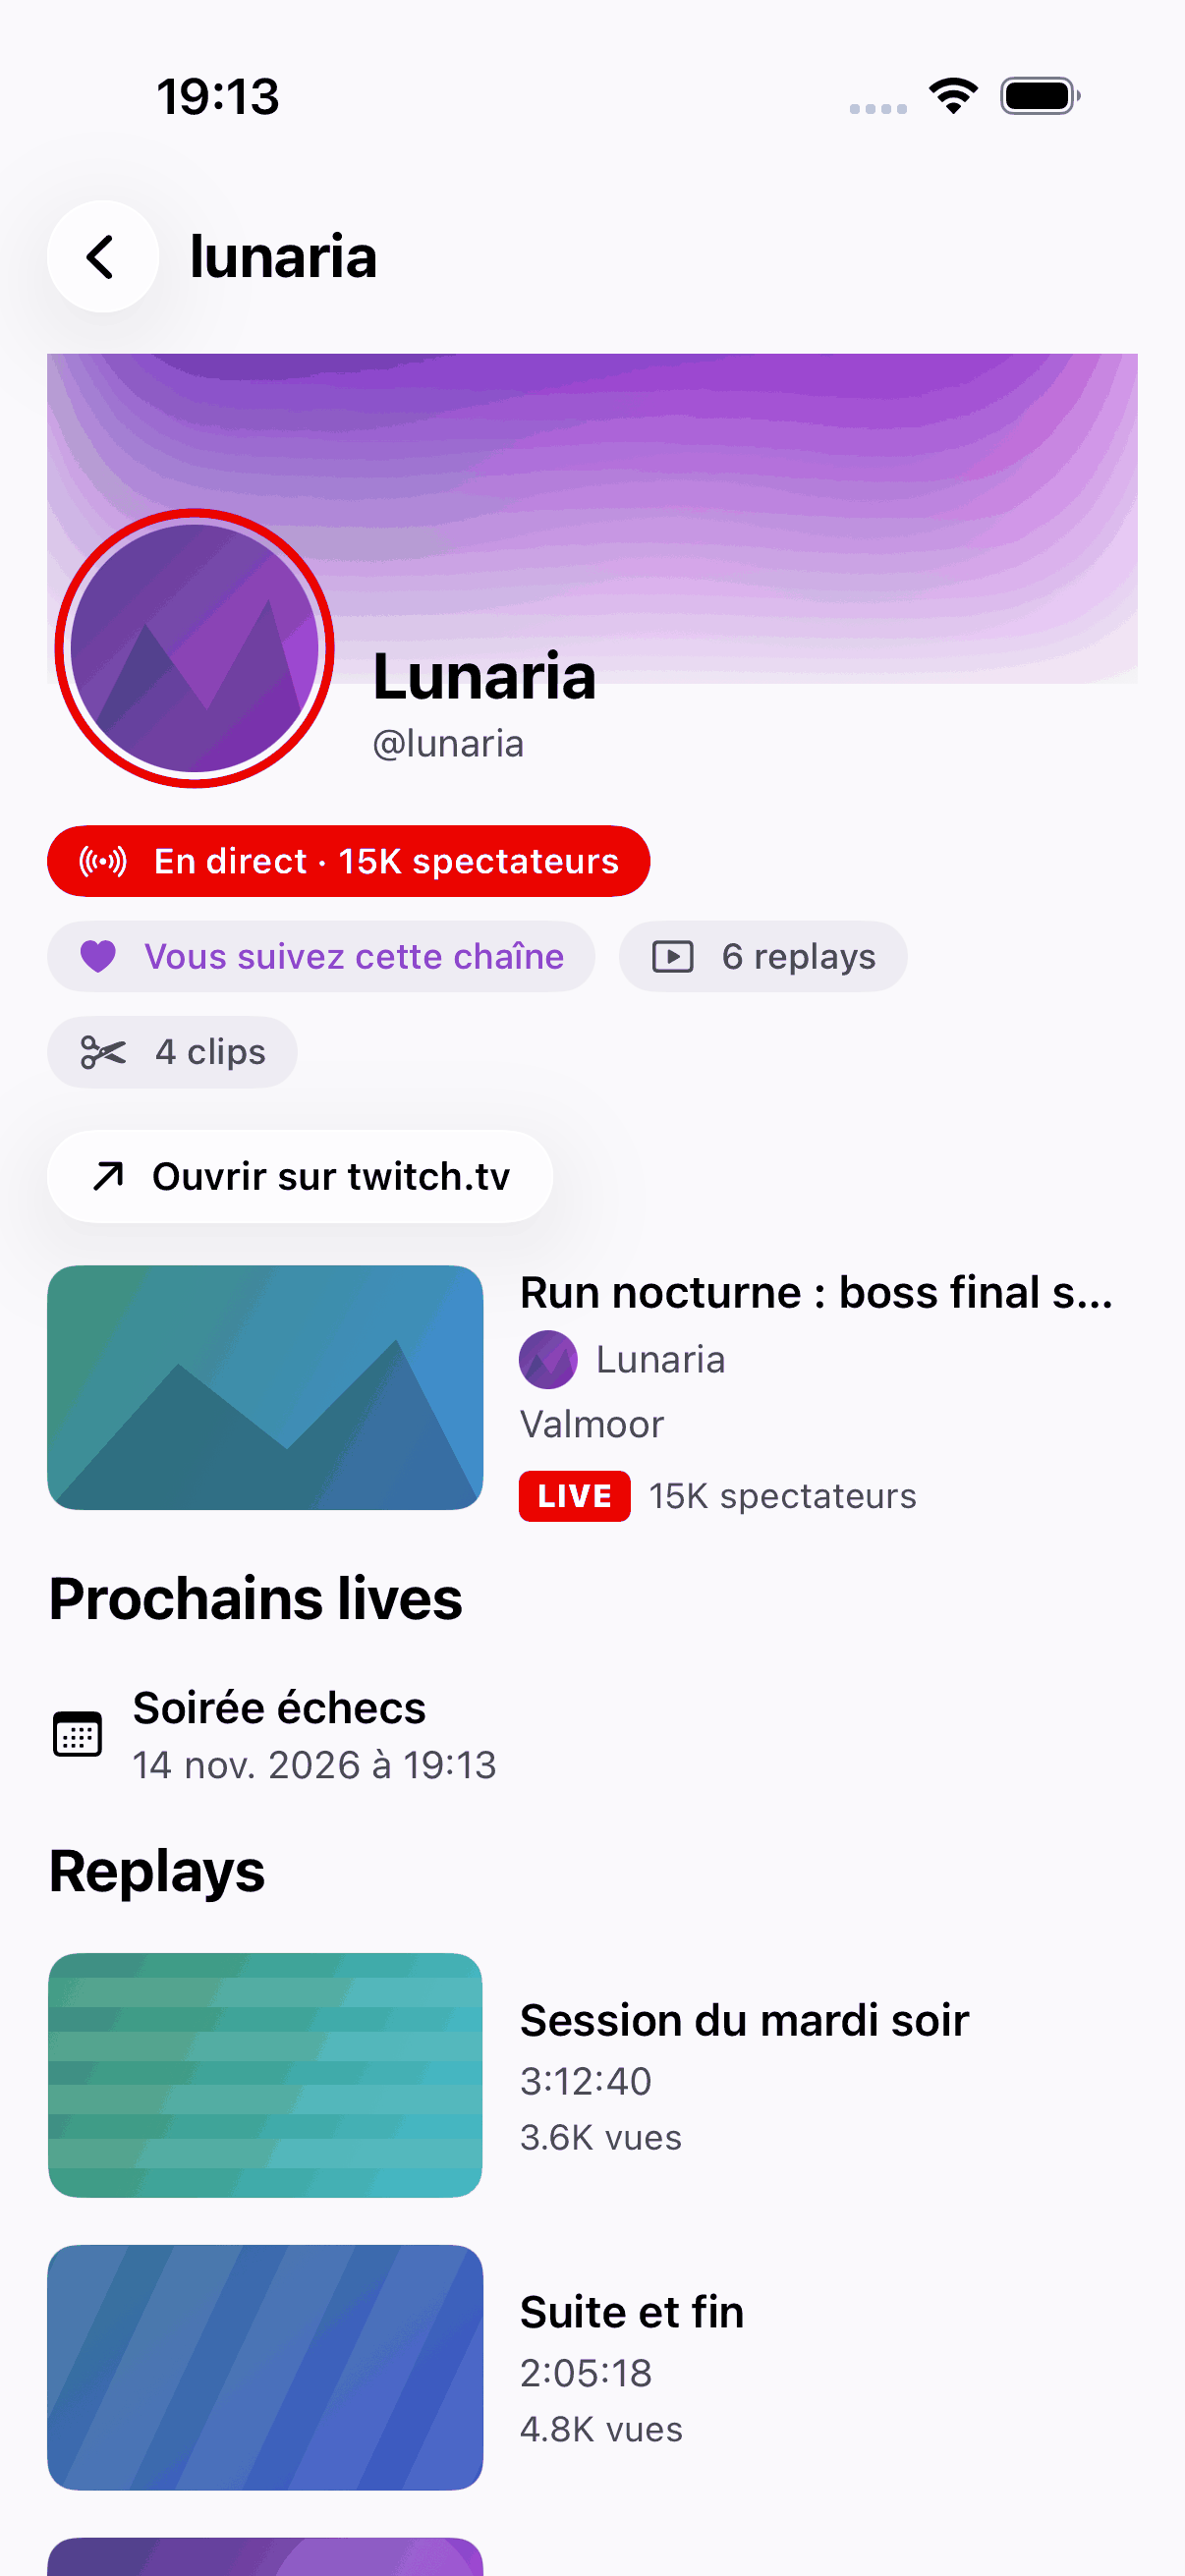 19:13
lunaria
Lunaria
@lunaria
En direct · 15K spectateurs
Vous suivez cette chaîne
6 replays
4 clips
Ouvrir sur twitch.tv
Run nocturne : boss final s...
Lunaria
Valmoor
LIVE 15K spectateurs
Prochains lives
Soirée échecs
14 nov. 2026 à 19:13
Replays
Session du mardi soir
3:12:40
3.6K vues
Suite et fin
2:05:18
4.8K vues